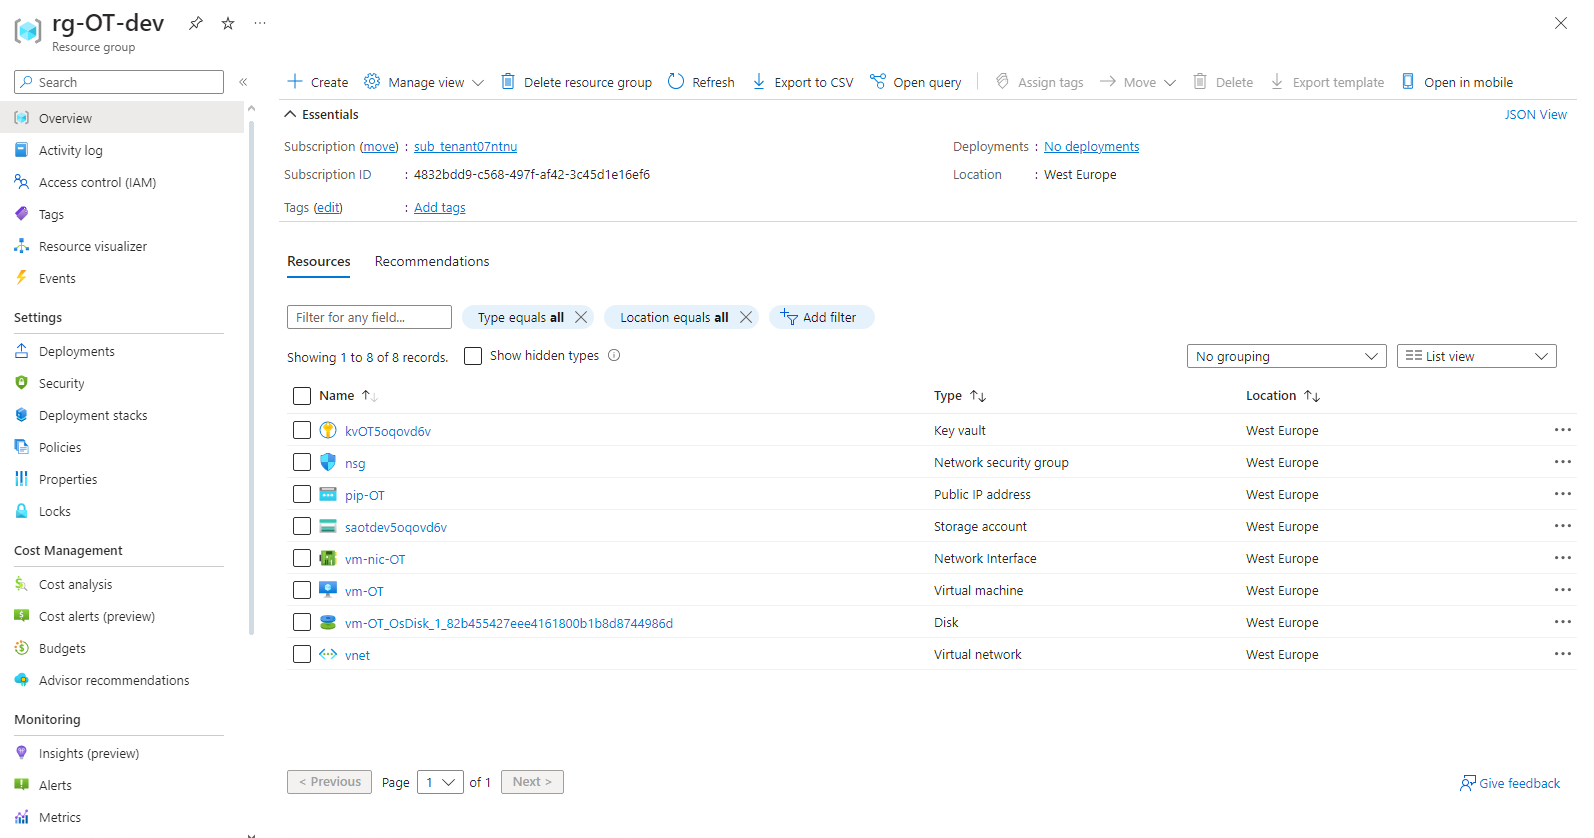 rg-OT-dev
Resource group
Search
Overview
Activity log
Access control (IAM)
Tags
Resource visualizer
Events
Settings
Deployments
Security
Deployment stacks
Policies
Properties
Locks
Cost Management
Cost analysis
Cost alerts (preview)
Budgets
Advisor recommendations
Monitoring
Insights (preview)
Alerts
Metrics
Create Manage view Delete resource group Refresh Export to CSV Open query Assign tags Move Delete Export template Open in mobile
Essentials JSON View
Subscription (move) : sub_tenant07ntnu Deployments : No deployments
Subscription ID : 4832bdd9-c568-497f-af42-3c45d1e16ef6 Location : West Europe
Tags (edit) : Add tags
Resources Recommendations
Filter for any field... Type equals all Location equals all Add filter
Showing 1 to 8 of 8 records. Show hidden types No grouping List view
Name Type Location
kvOT5oqovd6v Key vault West Europe
nsg Network security group West Europe
pip-OT Public IP address West Europe
saotdev5oqovd6v Storage account West Europe
vm-nic-OT Network Interface West Europe
vm-OT Virtual machine West Europe
vm-OT_OsDisk_1_82b455427eee4161800b1b8d8744986d Disk West Europe
vnet Virtual network West Europe
< Previous Page 1 of 1 Next > Give feedback